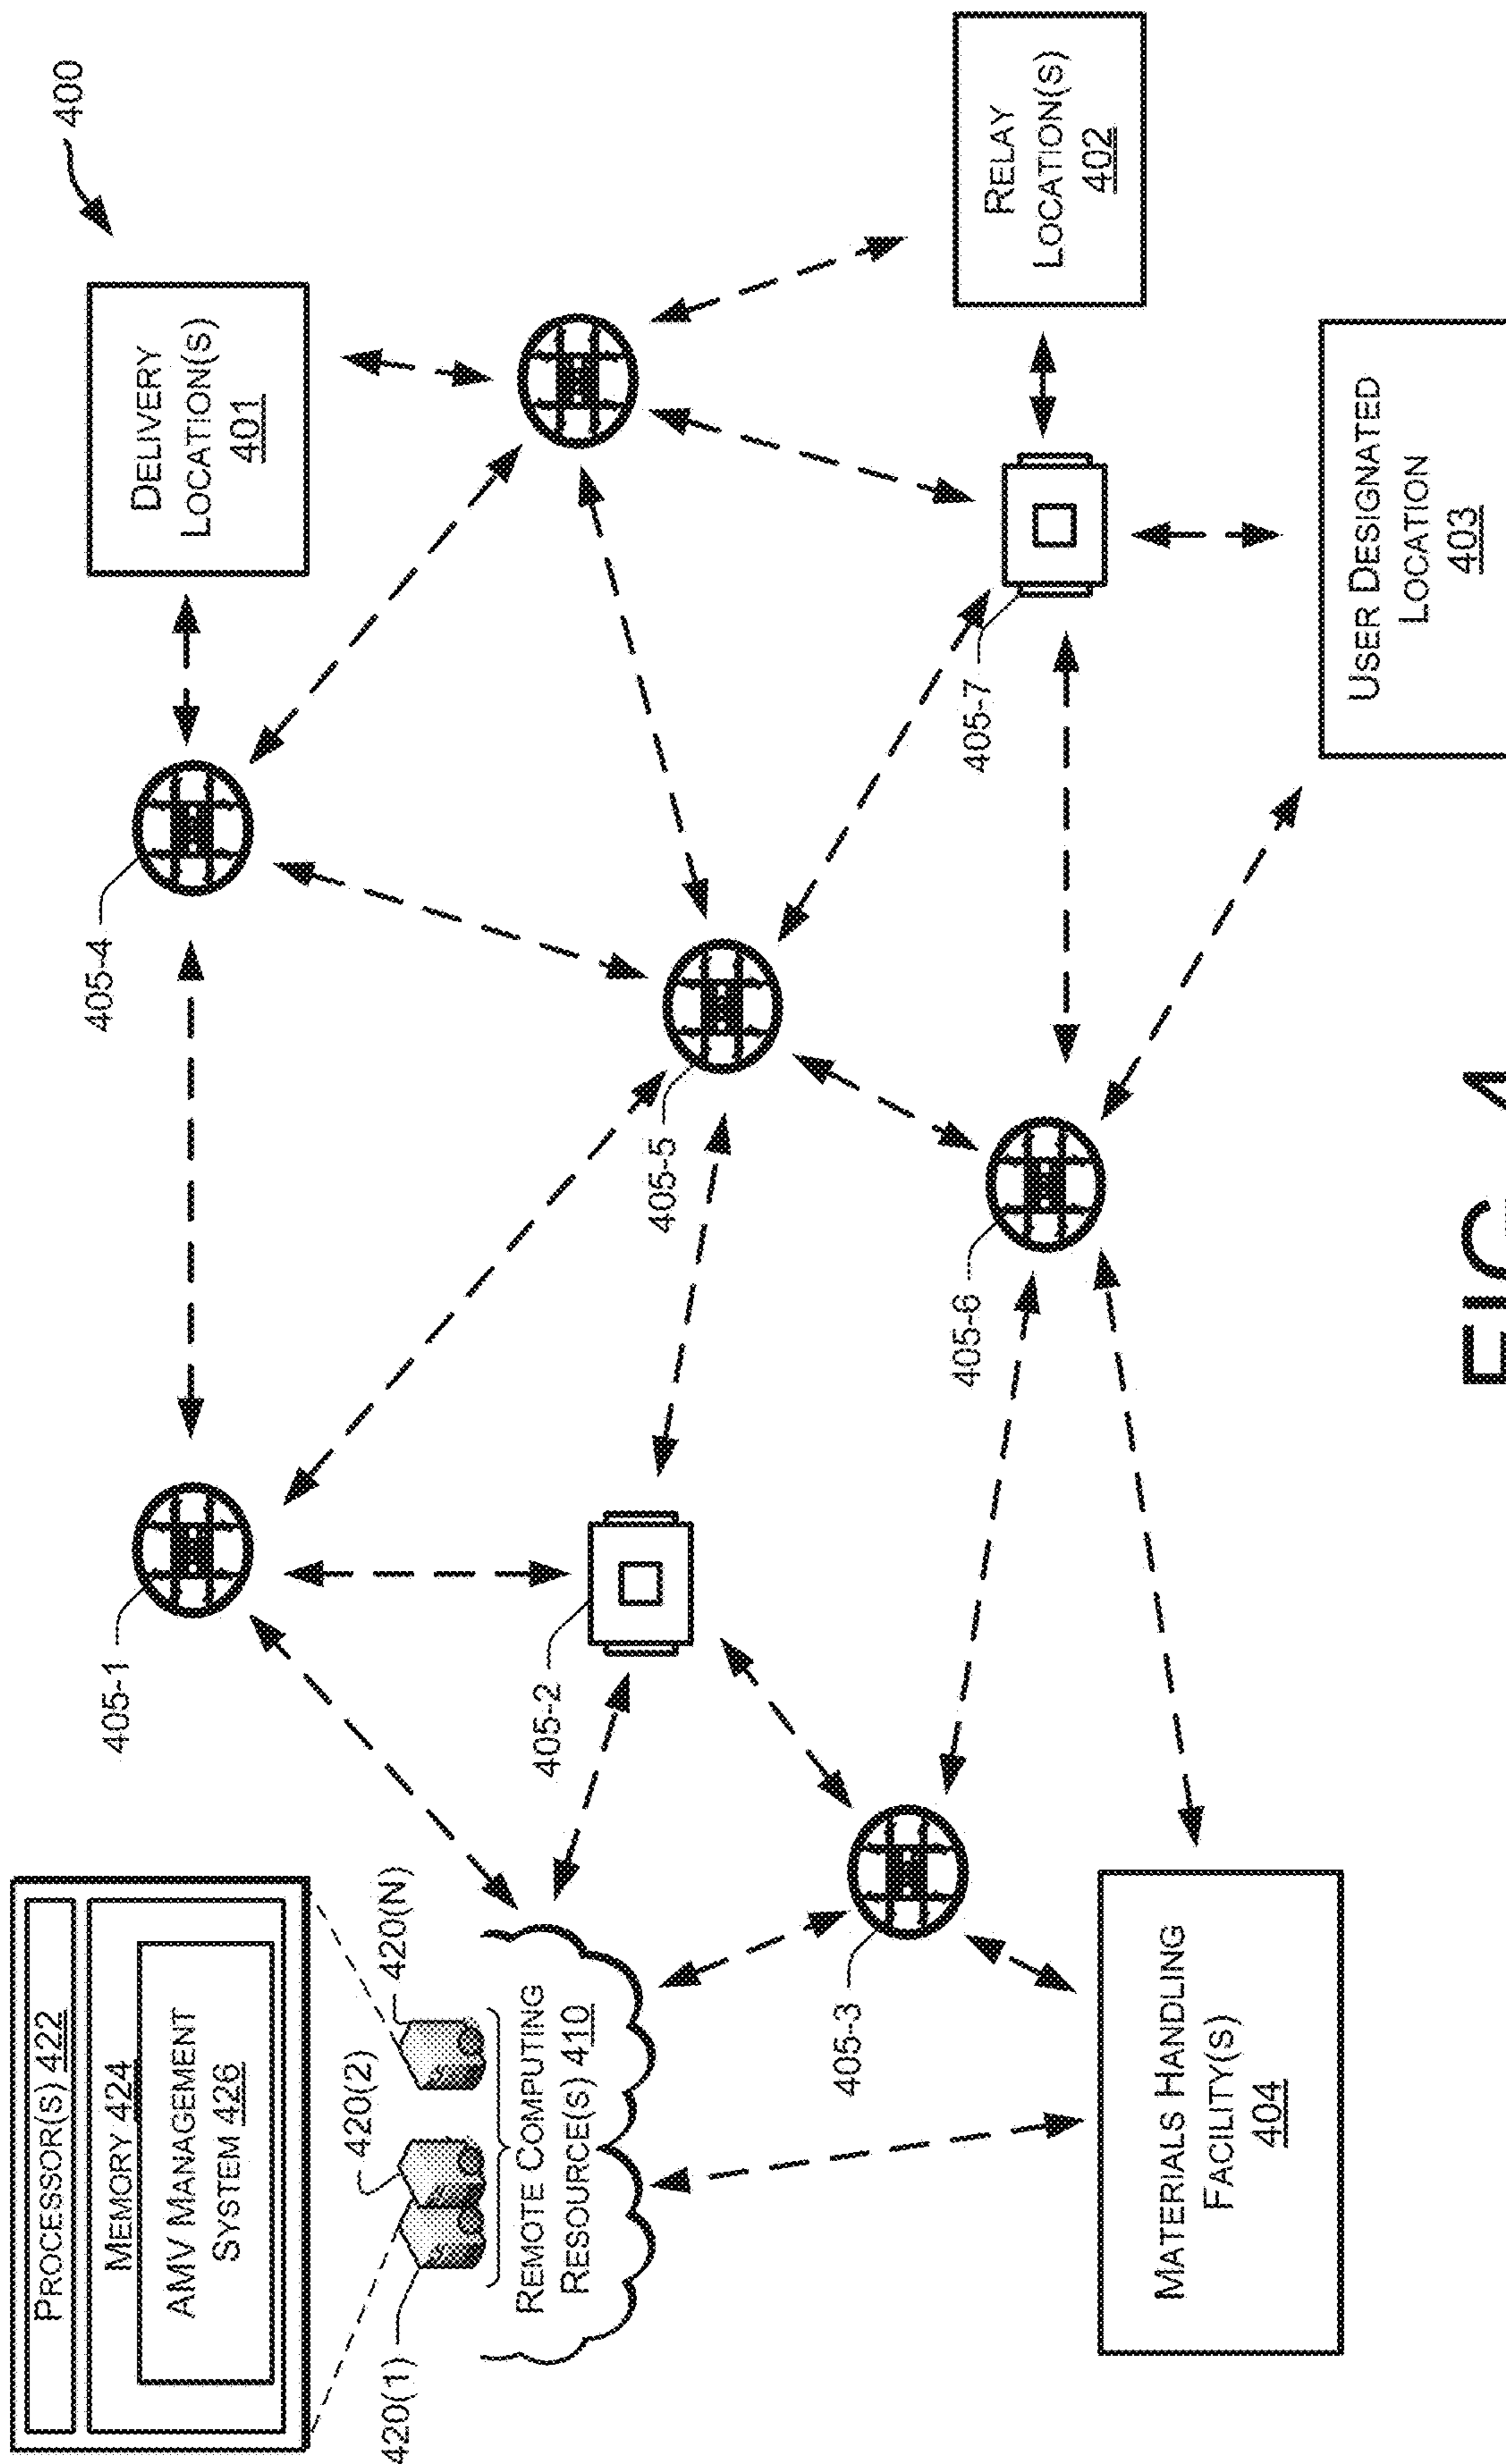 PROCESSOR(S) 422
MEMORY 424
AMV MANAGEMENT
SYSTEM 426
420(1)
420(2)
420(N)
REMOTE COMPUTING
RESOURCE(S) 410
MATERIALS HANDLING
FACILITY(S)
404
405-1
405-2
405-3
405-4
405-5
405-6
405-7
400
DELIVERY
LOCATION(S)
401
RELAY
LOCATION(S)
402
USER DESIGNATED
LOCATION
403
FIG. 4